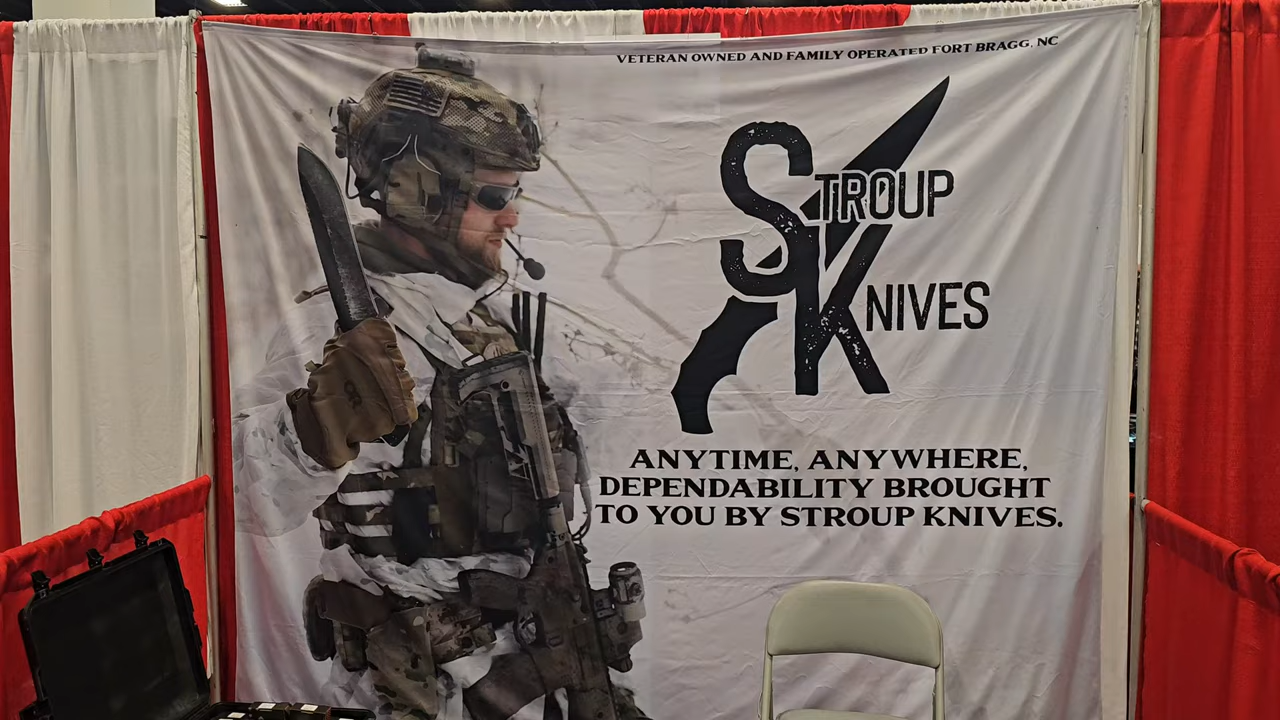 VETERAN OWNED AND FAMILY OPERATED FORT BRAGG, NC
STROUP
KNIVES
ANYTIME, ANYWHERE,
DEPENDABILITY BROUGHT
TO YOU BY STROUP KNIVES.